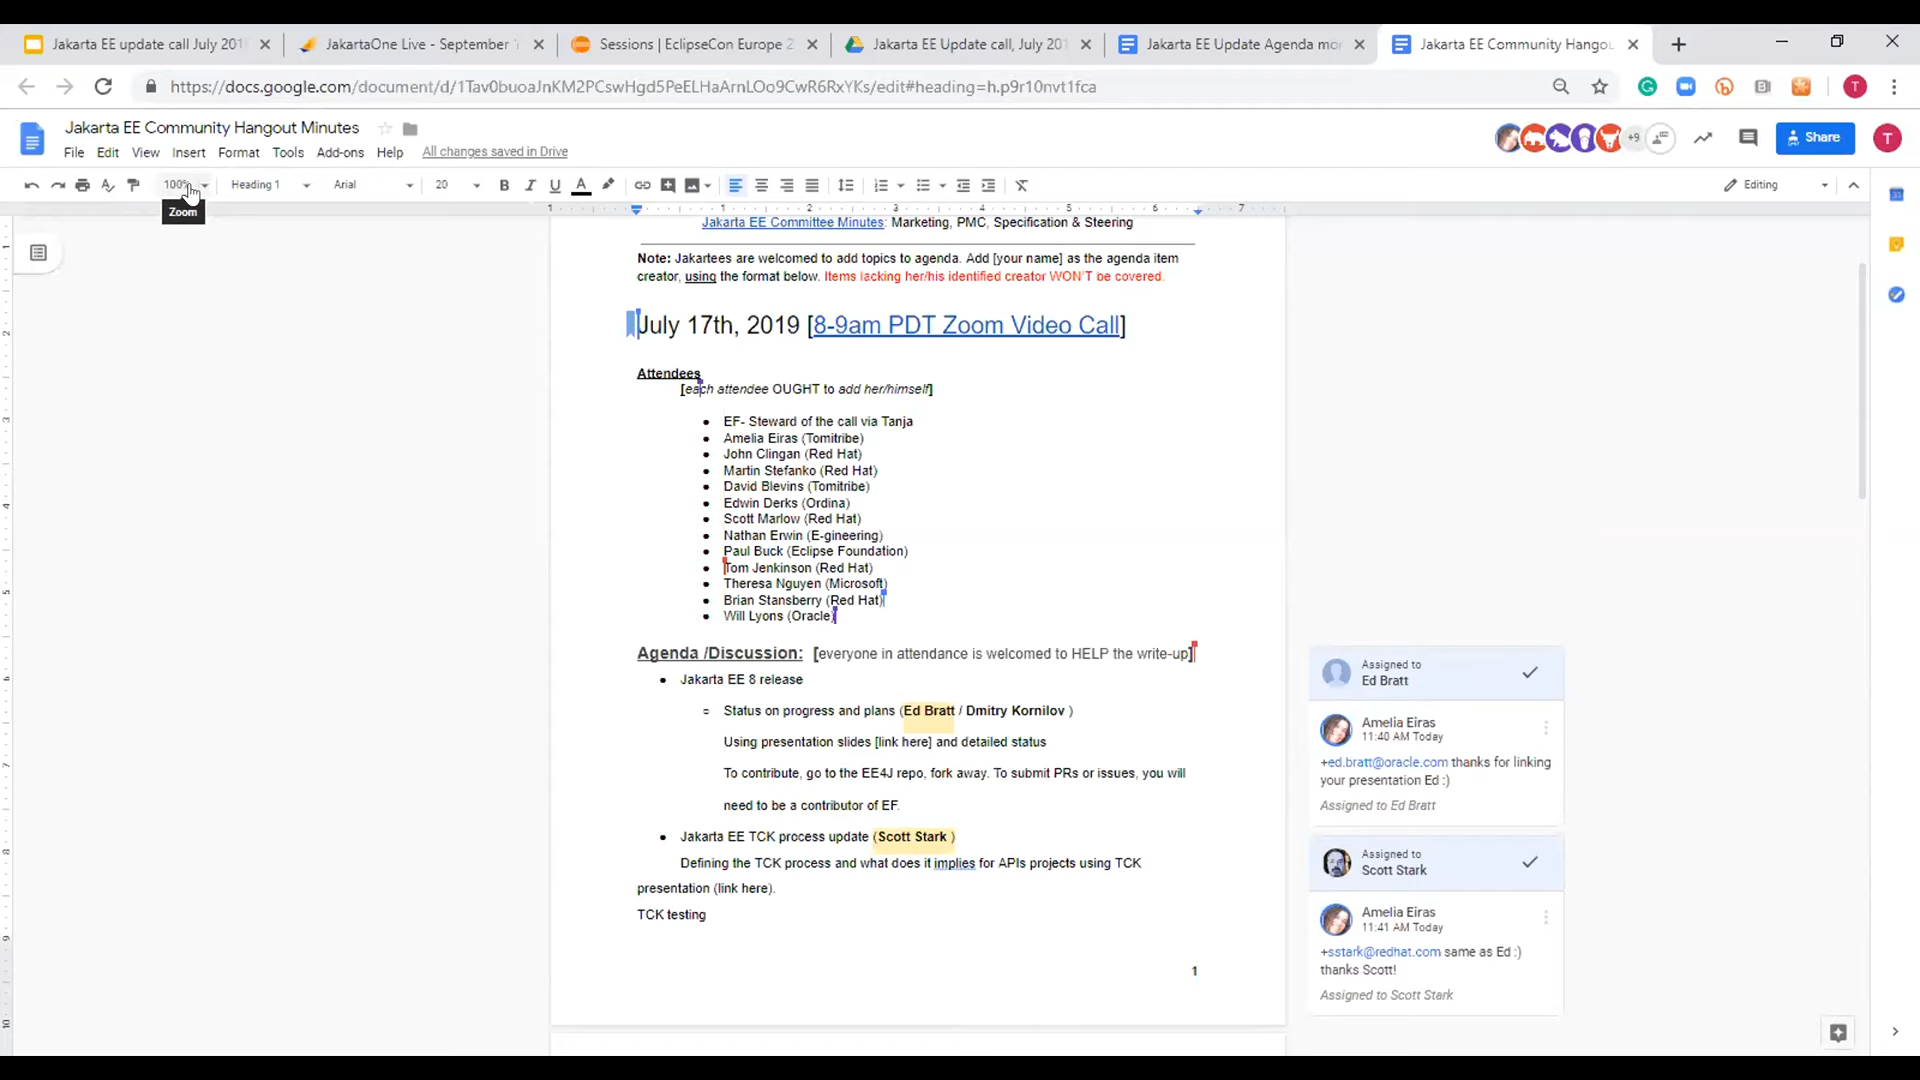 Jakarta EE update call July 201
JakartaOne Live - September 1
Sessions | EclipseCon Europe 2
Jakarta EE Update call, July 201
Jakarta EE Update Agenda mon
Jakarta EE Community Hangou
https://docs.google.com/document/d/1Tav0buoaJnKM2PCswHgd5PeELHaArnLOo9CwR6RxYKs/edit#heading=h.p9r10nvt1fca
T
Jakarta EE Community Hangout Minutes
File Edit View Insert Format Tools Add-ons Help All changes saved in Drive
+9
Share
T
100% Heading 1 Arial 20 B I U A Editing
Zoom
1 1 2 3 4 5 6 7
Jakarta EE Committee Minutes: Marketing, PMC, Specification & Steering
Note: Jakartees are welcomed to add topics to agenda. Add [your name] as the agenda item
creator, using the format below. Items lacking her/his identified creator WON'T be covered.
July 17th, 2019 [8-9am PDT Zoom Video Call]
Attendees
[each attendee OUGHT to add her/himself]
● EF- Steward of the call via Tanja
● Amelia Eiras (Tomitribe)
● John Clingan (Red Hat)
● Martin Stefanko (Red Hat)
● David Blevins (Tomitribe)
● Edwin Derks (Ordina)
● Scott Marlow (Red Hat)
● Nathan Erwin (E-gineering)
● Paul Buck (Eclipse Foundation)
● Tom Jenkinson (Red Hat)
● Theresa Nguyen (Microsoft)
● Brian Stansberry (Red Hat)
● Will Lyons (Oracle)
Agenda /Discussion: [everyone in attendance is welcomed to HELP the write-up]
● Jakarta EE 8 release
○ Status on progress and plans (Ed Bratt / Dmitry Kornilov )
Using presentation slides [link here] and detailed status
To contribute, go to the EE4J repo, fork away. To submit PRs or issues, you will
need to be a contributor of EF.
● Jakarta EE TCK process update (Scott Stark )
Defining the TCK process and what does it implies for APIs projects using TCK
presentation (link here).
TCK testing
1
Assigned to
Ed Bratt
Amelia Eiras
11:40 AM Today
+ed.bratt@oracle.com thanks for linking
your presentation Ed :)
Assigned to Ed Bratt
Assigned to
Scott Stark
Amelia Eiras
11:41 AM Today
+sstark@redhat.com same as Ed :)
thanks Scott!
Assigned to Scott Stark